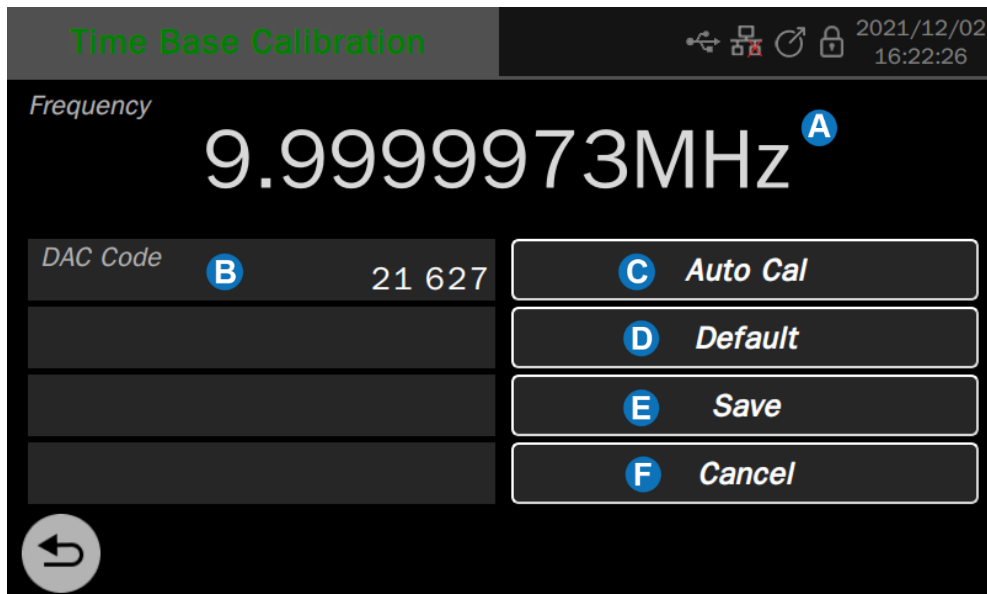 Time Base Calibration
2021/12/02
16:22:26
Frequency
9.9999973MHz A
DAC Code B 21 627
C Auto Cal
D Default
E Save
F Cancel